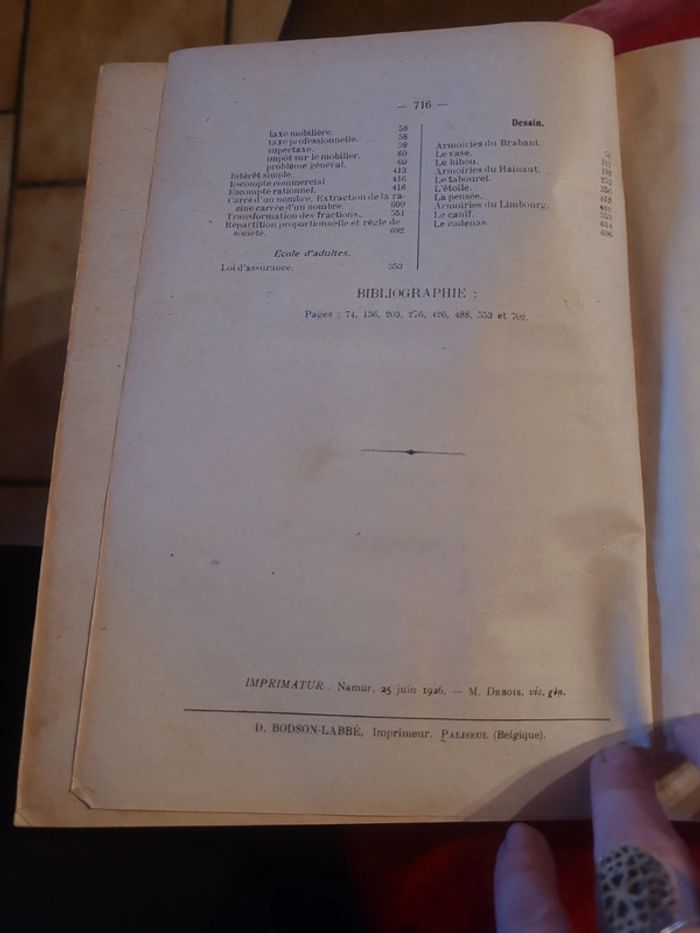 — 716 —
taxe mobilière. 58
taxe professionnelle. 58
supertaxe. 59
impôt sur le mobilier. 60
problème général. 60
Intérêt simple. 413
Escompte commercial 416
Escompte rationnel. 416
Carré d'un nombre. Extraction de la ra-
cine carrée d'un nombre. 609
Transformation des fractions. 551
Répartition proportionnelle et règle de
société. 692
Ecole d'adultes.
Loi d'assurance. 353
Dessin.
Armoiries du Brabant.
Le vase.
Le hibou.
Armoiries du Hainaut.
Le tabouret.
L'étoile.
La pensée.
Armoiries du Limbourg.
Le canif.
Le cadenas.
BIBLIOGRAPHIE :
Pages : 74, 136, 203, 276, 426, 488, 553 et 702.
IMPRIMATUR : Namur, 25 juin 1926. — M. DEBOIS, vic. gén.
D. BODSON-LABBÉ, Imprimeur. PALISEUL (Belgique).